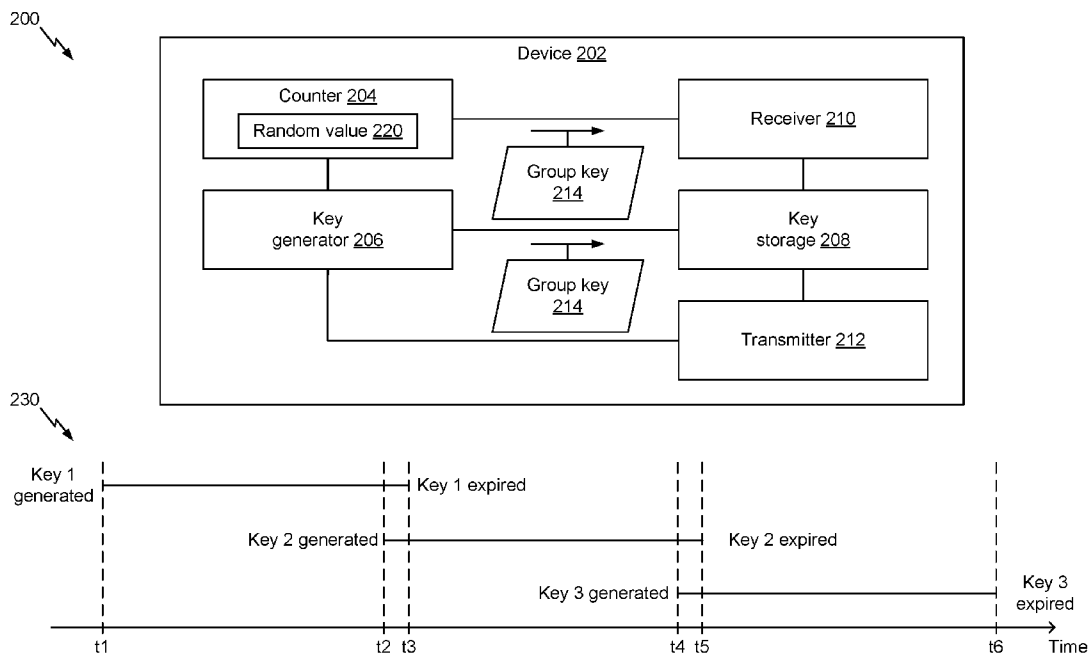 200
Device 202
Counter 204
Random value 220
Receiver 210
Group key
214
Key
generator 206
Key
storage 208
Group key
214
Transmitter 212
230
Key 1
generated
Key 1 expired
Key 2 generated
Key 2 expired
Key 3 generated
Key 3
expired
t1
t2
t3
t4
t5
t6
Time